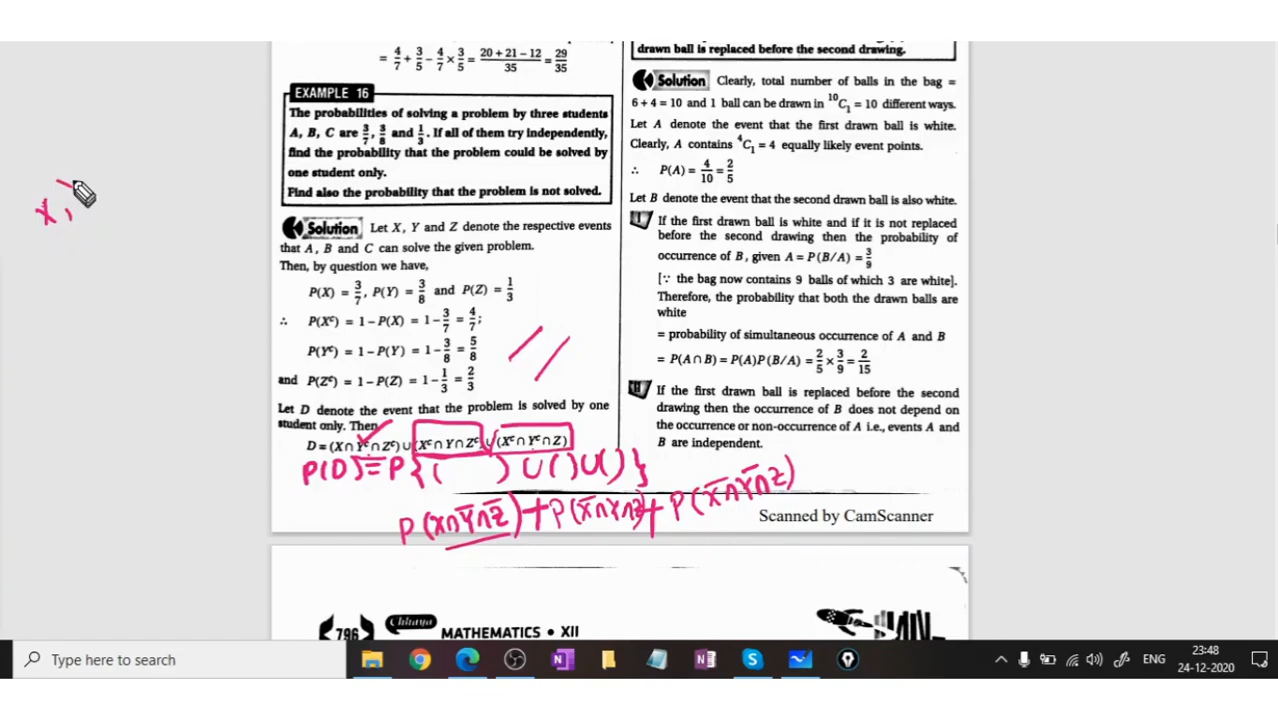 = 4/7 + 3/5 − 4/7 × 3/5 = 20 + 21 − 12/35 = 29/35
EXAMPLE 16
The probabilities of solving a problem by three students
A, B, C are 3/7, 3/8 and 1/3. If all of them try independently,
find the probability that the problem could be solved by
one student only.
Find also the probability that the problem is not solved.
Solution Let X, Y and Z denote the respective events
that A, B and C can solve the given problem.
Then, by question we have,
P(X) = 3/7, P(Y) = 3/8 and P(Z) = 1/3
∴ P(Xᶜ) = 1 − P(X) = 1 − 3/7 = 4/7;
P(Yᶜ) = 1 − P(Y) = 1 − 3/8 = 5/8
and P(Zᶜ) = 1 − P(Z) = 1 − 1/3 = 2/3
Let D denote the event that the problem is solved by one
student only. Then
D = (X ∩ Yᶜ ∩ Zᶜ) ∪ (Xᶜ ∩ Y ∩ Zᶜ) ∪ (Xᶜ ∩ Yᶜ ∩ Z)
P(D) = P{( ) ∪ ( ) ∪ ( )}
P(X∩Y̅∩Z̅) + P(X̅∩Y∩Z̅) + P(X̅∩Y̅∩Z)
X,
drawn ball is replaced before the second drawing.
Solution Clearly, total number of balls in the bag =
6 + 4 = 10 and 1 ball can be drawn in ¹⁰C₁ = 10 different ways.
Let A denote the event that the first drawn ball is white.
Clearly, A contains ⁴C₁ = 4 equally likely event points.
∴ P(A) = 4/10 = 2/5
Let B denote the event that the second drawn ball is also white.
I If the first drawn ball is white and if it is not replaced
before the second drawing then the probability of
occurrence of B, given A = P(B/A) = 3/9
[∵ the bag now contains 9 balls of which 3 are white].
Therefore, the probability that both the drawn balls are
white
= probability of simultaneous occurrence of A and B
= P(A ∩ B) = P(A)P(B/A) = 2/5 × 3/9 = 2/15
II If the first drawn ball is replaced before the second
drawing then the occurrence of B does not depend on
the occurrence or non-occurrence of A i.e., events A and
B are independent.
Scanned by CamScanner
796 Chhaya MATHEMATICS • XII
Type here to search
ENG
23:48
24-12-2020